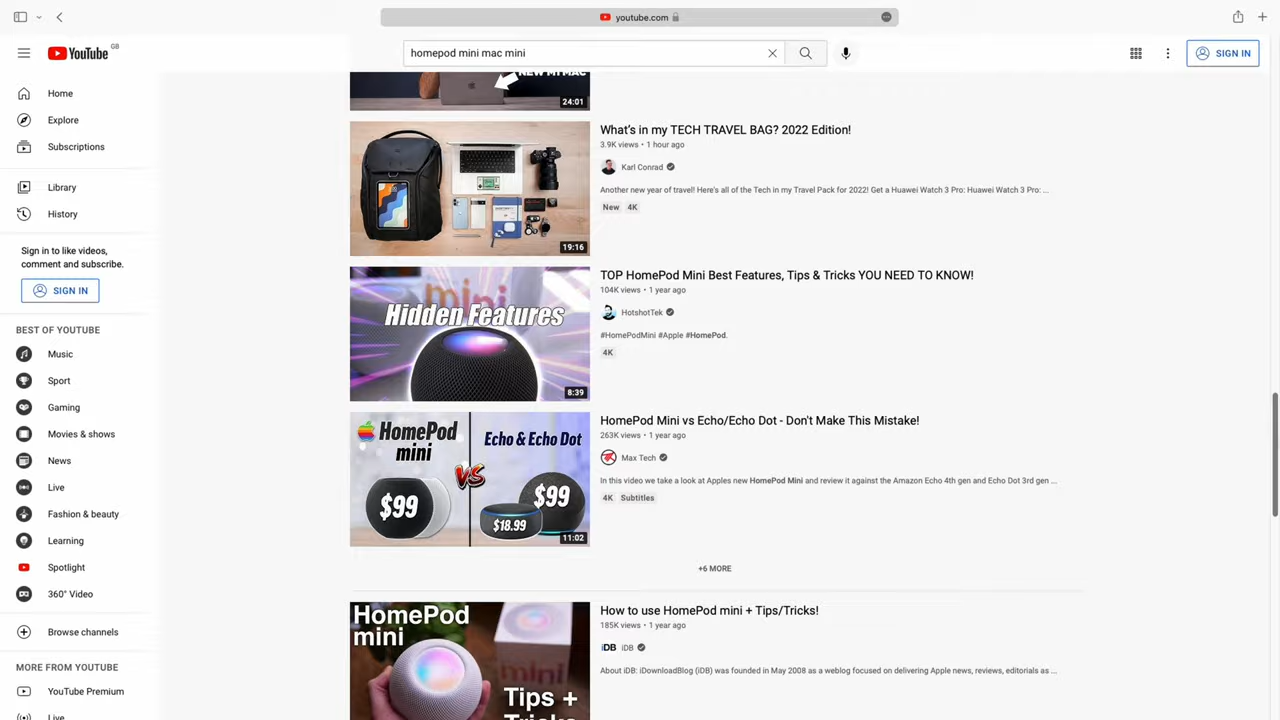 youtube.com
YouTube GB
homepod mini mac mini
SIGN IN
Home
Explore
Subscriptions
Library
History
Sign in to like videos,
comment and subscribe.
SIGN IN
BEST OF YOUTUBE
Music
Sport
Gaming
Movies & shows
News
Live
Fashion & beauty
Learning
Spotlight
360° Video
Browse channels
MORE FROM YOUTUBE
YouTube Premium
Live
NEW M1 MAC
24:01
19:16
What's in my TECH TRAVEL BAG? 2022 Edition!
3.9K views • 1 hour ago
Karl Conrad
Another new year of travel! Here's all of the Tech in my Travel Pack for 2022! Get a Huawei Watch 3 Pro: Huawei Watch 3 Pro: ...
New 4K
mini
Hidden Features
8:39
TOP HomePod Mini Best Features, Tips & Tricks YOU NEED TO KNOW!
104K views • 1 year ago
HotshotTek
#HomePodMini #Apple #HomePod.
4K
HomePod
mini
$99
VS
Echo & Echo Dot
$99
$18.99
11:02
HomePod Mini vs Echo/Echo Dot - Don't Make This Mistake!
263K views • 1 year ago
Max Tech
In this video we take a look at Apples new HomePod Mini and review it against the Amazon Echo 4th gen and Echo Dot 3rd gen ...
4K Subtitles
+6 MORE
HomePod
mini
Tips +
Tricks
How to use HomePod mini + Tips/Tricks!
185K views • 1 year ago
iDB iDB
About iDB: iDownloadBlog (iDB) was founded in May 2008 as a weblog focused on delivering Apple news, reviews, editorials as ...